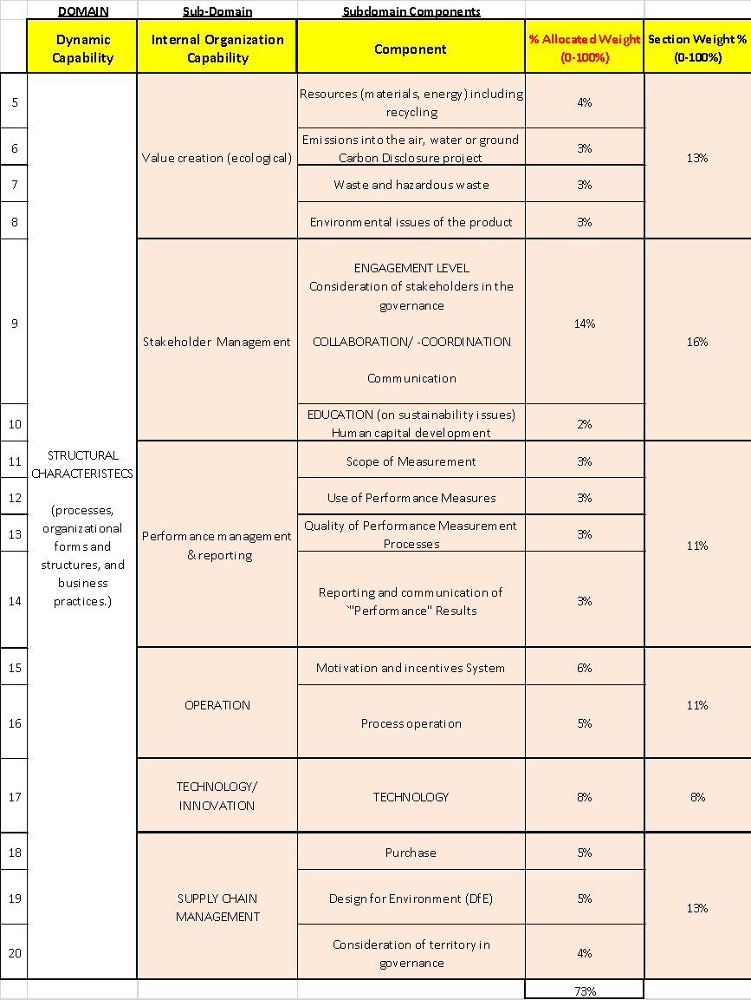 DOMAIN Sub-Domain Subdomain Components
Dynamic Capability Internal Organization Capability Component % Allocated Weight (0-100%) Section Weight % (0-100%)
5 Resources (materials, energy) including recycling 4%
Value creation (ecological) 13%
6 Emissions into the air, water or ground Carbon Disclosure project 3%
7 Waste and hazardous waste 3%
8 Environmental issues of the product 3%
9 ENGAGEMENT LEVEL
Consideration of stakeholders in the
governance
14%
Stakeholder Management COLLABORATION/ -COORDINATION 16%
Communication
10 EDUCATION (on sustainability issues) Human capital development 2%
STRUCTURAL
CHARACTERISTECS
(processes,
organizational
forms and
structures, and
business
practices.)
11 Scope of Measurement 3%
12 Use of Performance Measures 3%
13 Quality of Performance Measurement Processes 3%
Performance management & reporting 11%
14 Reporting and communication of `"Performance" Results 3%
15 Motivation and incentives System 6%
OPERATION 11%
16 Process operation 5%
17 TECHNOLOGY/ INNOVATION TECHNOLOGY 8% 8%
18 Purchase 5%
19 SUPPLY CHAIN MANAGEMENT Design for Environment (DfE) 5% 13%
20 Consideration of territory in governance 4%
73%